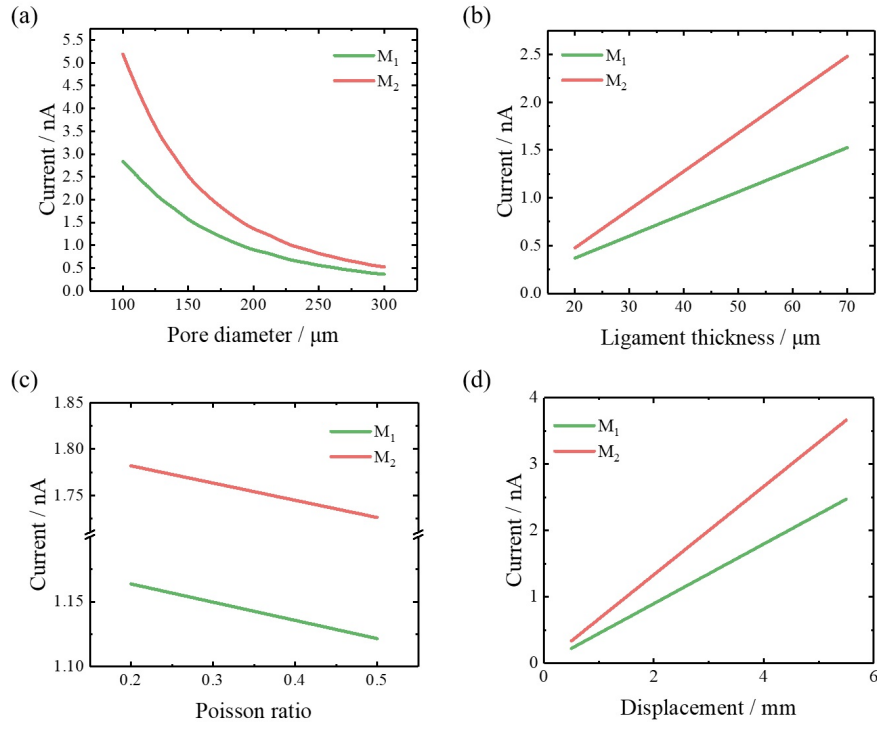 (a)
5.5
5.0
4.5
4.0
3.5
3.0
2.5
2.0
1.5
1.0
0.5
0.0
Current / nA
M₁
M₂
100 150 200 250 300
Pore diameter / μm
(b)
2.5
2.0
1.5
1.0
0.5
0.0
Current / nA
M₁
M₂
20 30 40 50 60 70
Ligament thickness / μm
(c)
1.85
1.80
1.75
1.15
1.10
Current / nA
M₁
M₂
0.2 0.3 0.4 0.5
Poisson ratio
(d)
4
3
2
1
0
Current / nA
M₁
M₂
0 2 4 6
Displacement / mm